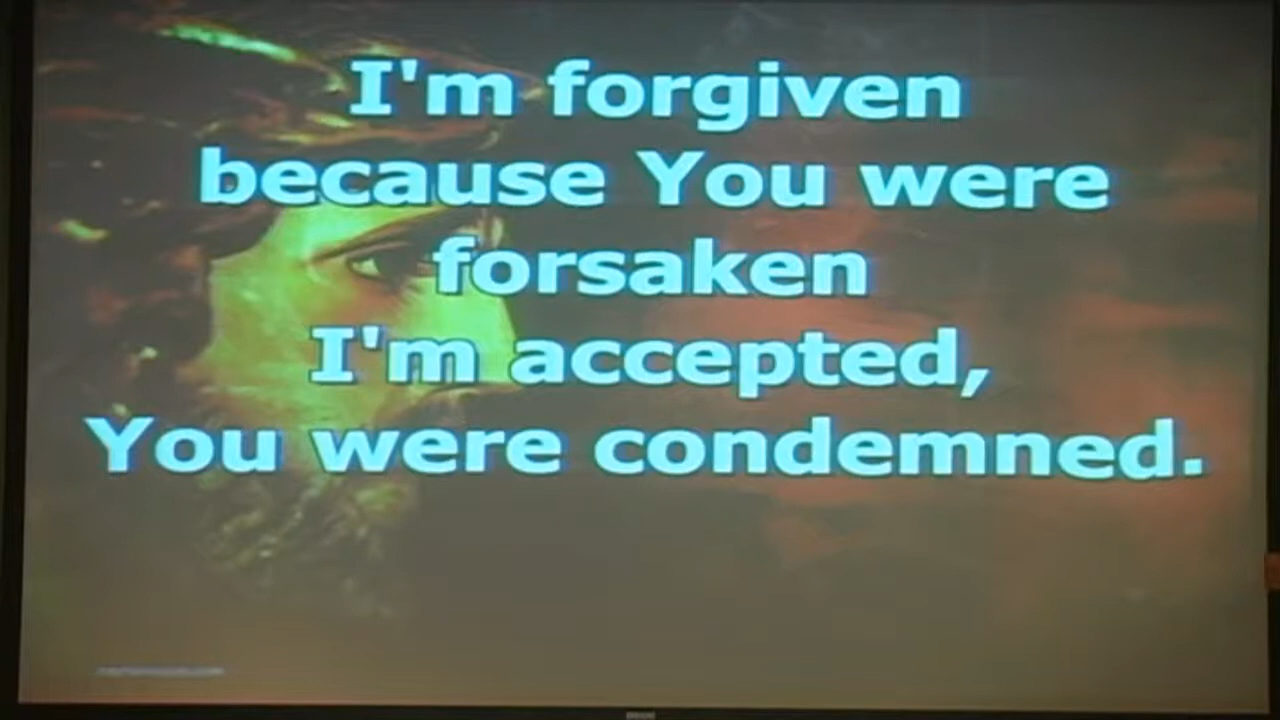 I'm forgiven
because You were
forsaken
I'm accepted,
You were condemned.